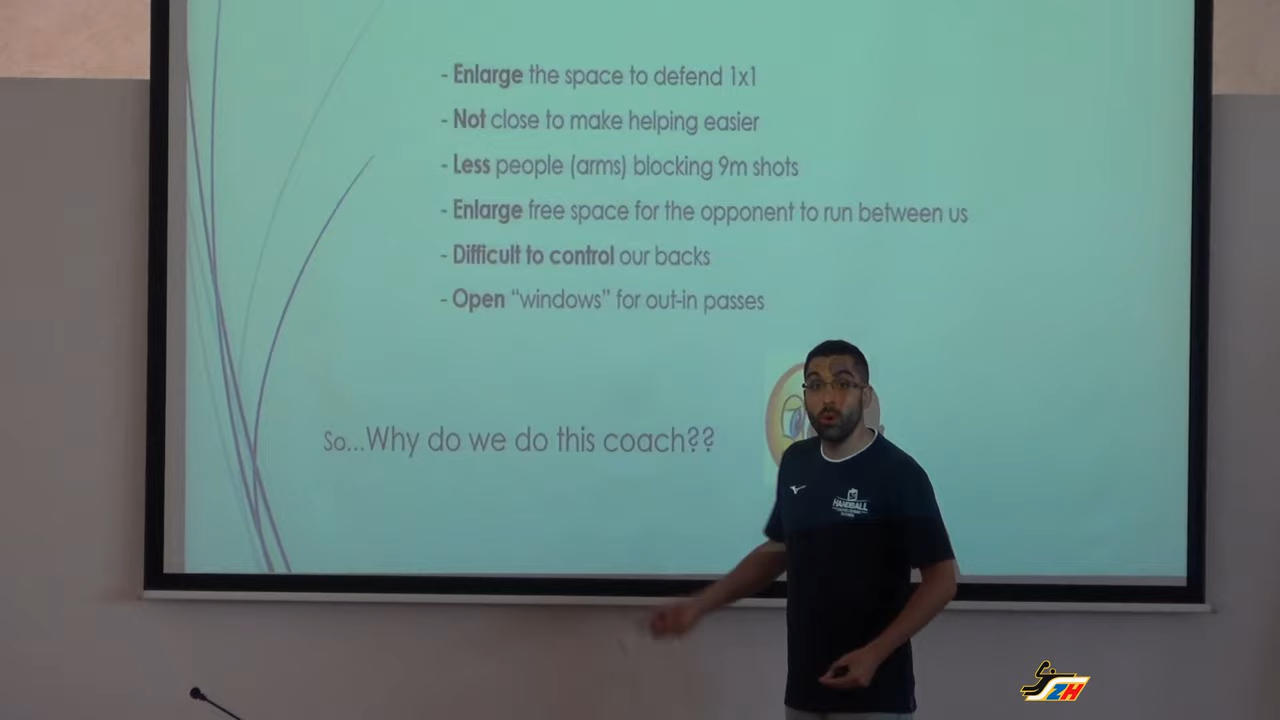 - Enlarge the space to defend 1x1
- Not close to make helping easier
- Less people (arms) blocking 9m shots
- Enlarge free space for the opponent to run between us
- Difficult to control our backs
- Open “windows” for out-in passes
So...Why do we do this coach??
HANDBALL
ZH